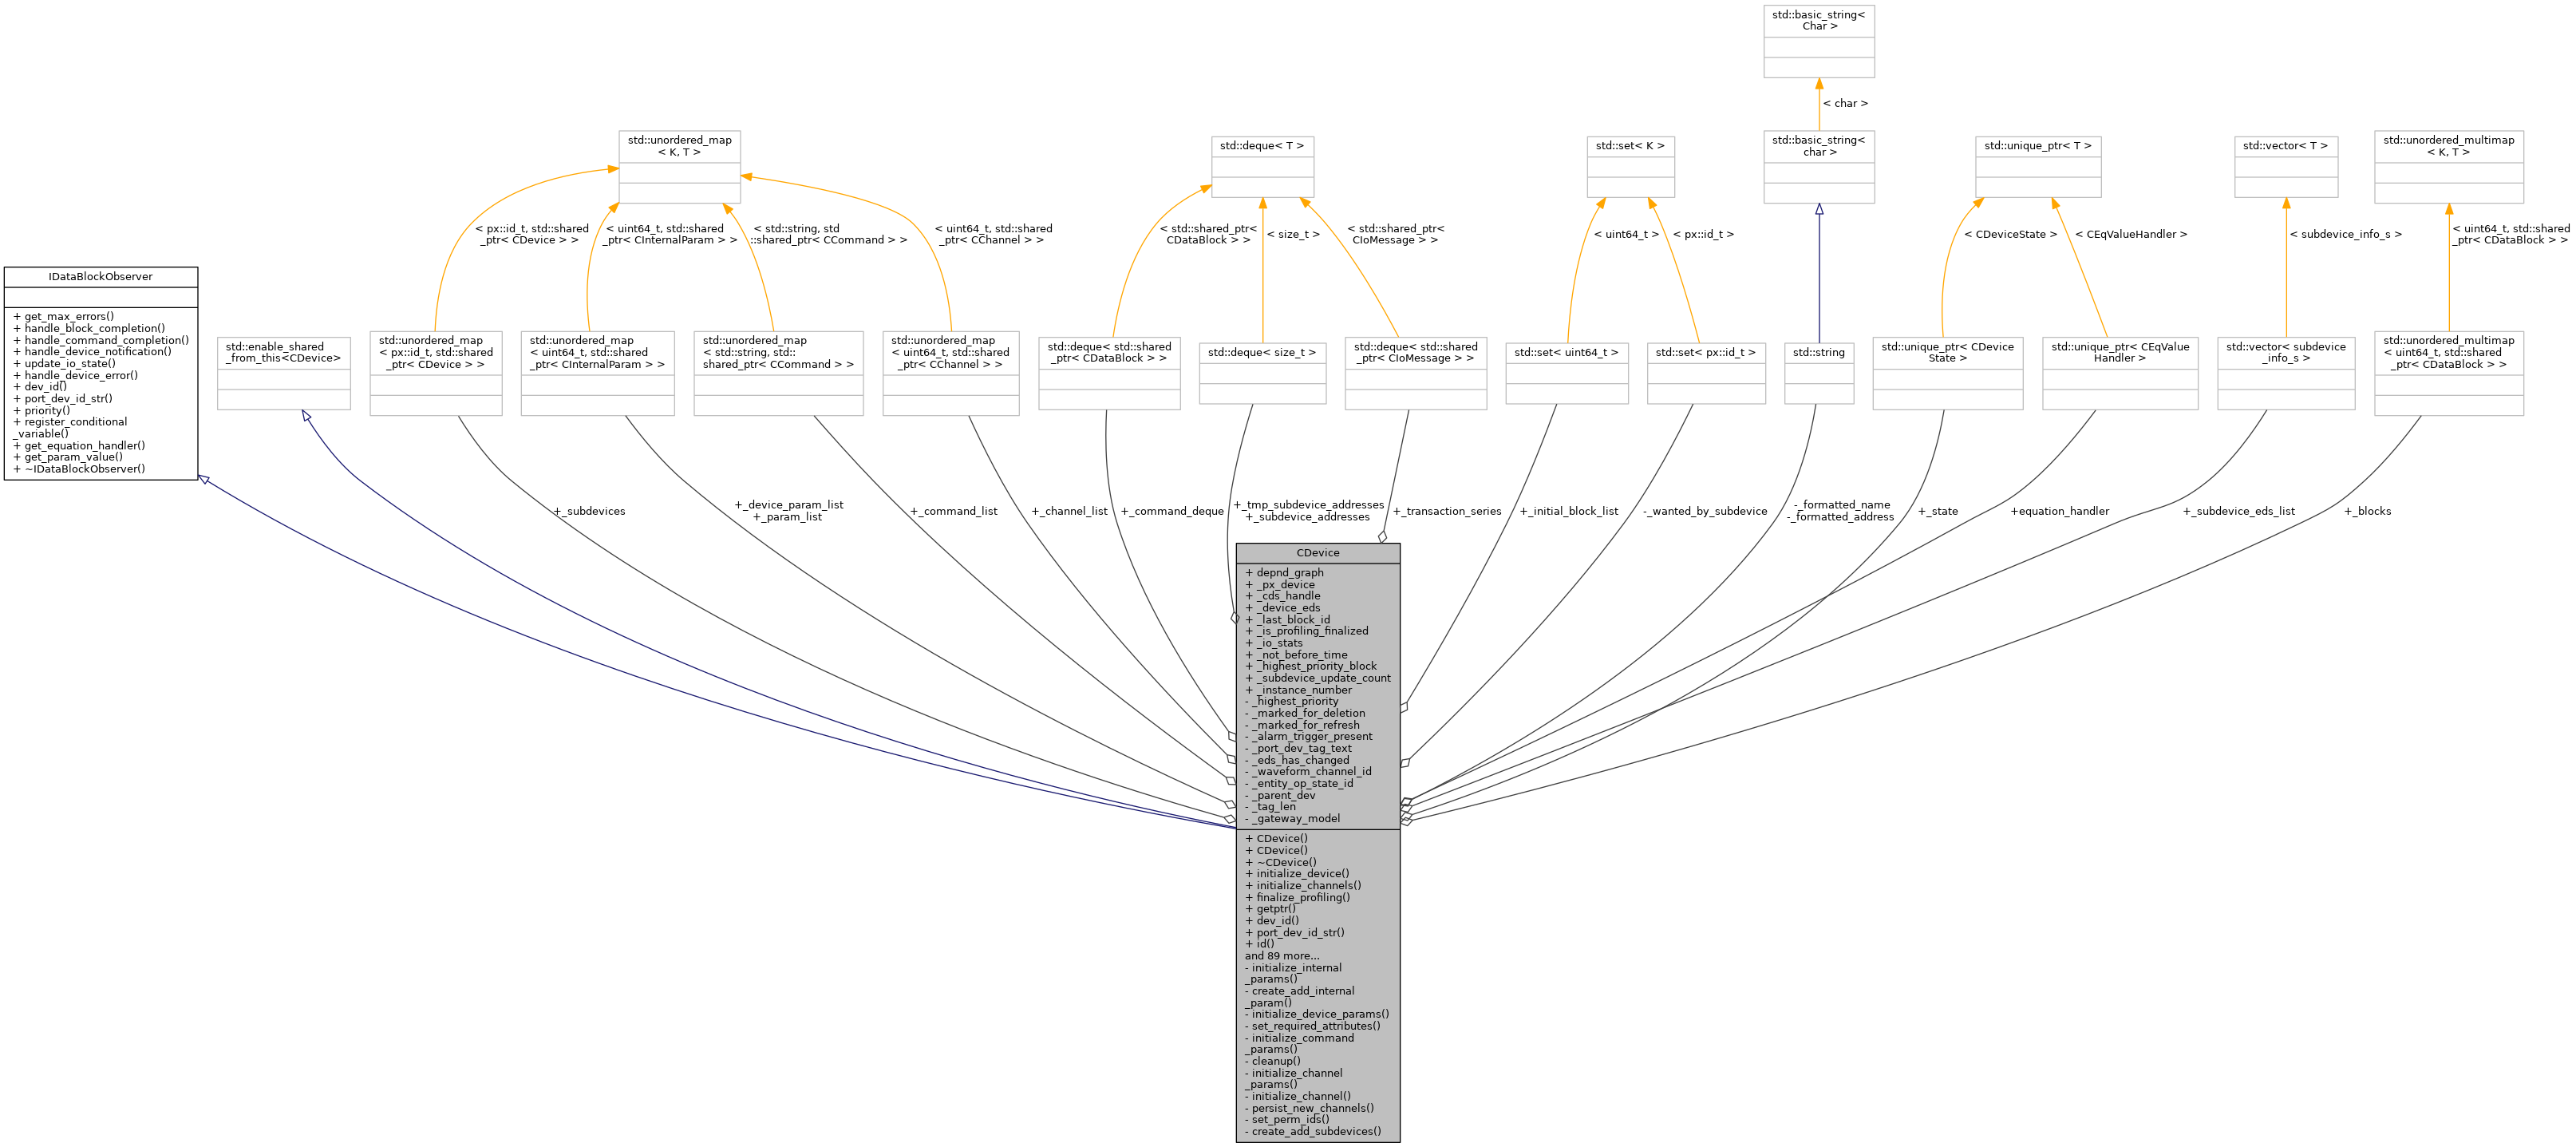 std::basic_string<
Char >
< char >
std::unordered_map
< K, T >
std::deque< T >
std::set< K >
std::basic_string<
char >
std::unique_ptr< T >
std::vector< T >
std::unordered_multimap
< K, T >
< px::id_t, std::shared
_ptr< CDevice > >
< uint64_t, std::shared
_ptr< CInternalParam > >
< std::string, std
::shared_ptr< CCommand > >
< uint64_t, std::shared
_ptr< CChannel > >
< std::shared_ptr<
CDataBlock > >
< size_t >
< std::shared_ptr<
CIoMessage > >
< uint64_t >
< px::id_t >
< CDeviceState >
< CEqValueHandler >
< subdevice_info_s >
< uint64_t, std::shared
_ptr< CDataBlock > >
IDataBlockObserver
+ get_max_errors()
+ handle_block_completion()
+ handle_command_completion()
+ handle_device_notification()
+ update_io_state()
+ handle_device_error()
+ dev_id()
+ port_dev_id_str()
+ priority()
+ register_conditional
_variable()
+ get_equation_handler()
+ get_param_value()
+ ~IDataBlockObserver()
std::enable_shared
_from_this<CDevice>
std::unordered_map
< px::id_t, std::shared
_ptr< CDevice > >
std::unordered_map
< uint64_t, std::shared
_ptr< CInternalParam > >
std::unordered_map
< std::string, std::
shared_ptr< CCommand > >
std::unordered_map
< uint64_t, std::shared
_ptr< CChannel > >
std::deque< std::shared
_ptr< CDataBlock > >
std::deque< size_t >
std::deque< std::shared
_ptr< CIoMessage > >
std::set< uint64_t >
std::set< px::id_t >
std::string
std::unique_ptr< CDevice
State >
std::unique_ptr< CEqValue
Handler >
std::vector< subdevice
_info_s >
std::unordered_multimap
< uint64_t, std::shared
_ptr< CDataBlock > >
+_subdevices
+_device_param_list
+_param_list
+_command_list
+_channel_list
+_command_deque
+_tmp_subdevice_addresses
+_subdevice_addresses
+_transaction_series
+_initial_block_list
-_wanted_by_subdevice
-_formatted_name
-_formatted_address
+_state
+equation_handler
+_subdevice_eds_list
+_blocks
CDevice
+ depnd_graph
+ _px_device
+ _cds_handle
+ _device_eds
+ _last_block_id
+ _is_profiling_finalized
+ _io_stats
+ _not_before_time
+ _highest_priority_block
+ _subdevice_update_count
+ _instance_number
- _highest_priority
- _marked_for_deletion
- _marked_for_refresh
- _alarm_trigger_present
- _port_dev_tag_text
- _eds_has_changed
- _waveform_channel_id
- _entity_op_state_id
- _parent_dev
- _tag_len
- _gateway_model
+ CDevice()
+ CDevice()
+ ~CDevice()
+ initialize_device()
+ initialize_channels()
+ finalize_profiling()
+ getptr()
+ dev_id()
+ port_dev_id_str()
+ id()
and 89 more...
- initialize_internal
_params()
- create_add_internal
_param()
- initialize_device_params()
- set_required_attributes()
- initialize_command
_params()
- cleanup()
- initialize_channel
_params()
- initialize_channel()
- persist_new_channels()
- set_perm_ids()
- create_add_subdevices()